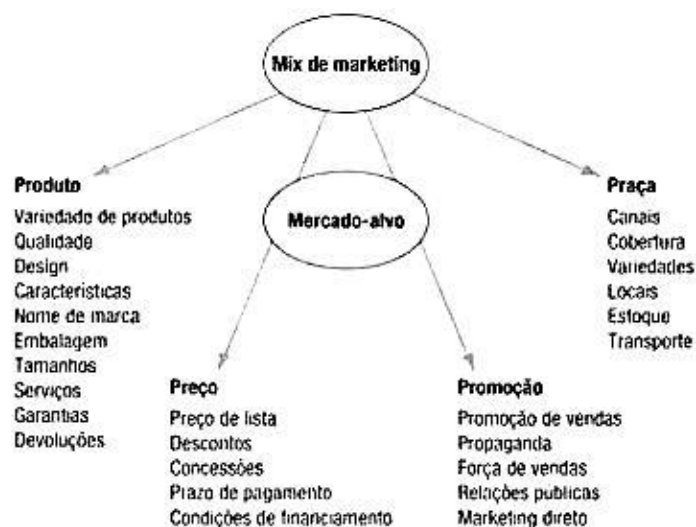 Mix de marketing
Mercado-alvo
Produto
Variedade de produtos
Qualidade
Design
Características
Nome de marca
Embalagem
Tamanhos
Serviços
Garantias
Devoluções
Preço
Preço de lista
Descontos
Concessões
Prazo de pagamento
Condições de financiamento
Promoção
Promoção de vendas
Propaganda
Força de vendas
Relações públicas
Marketing direto
Praça
Canais
Cobertura
Variedades
Locais
Estoque
Transporte